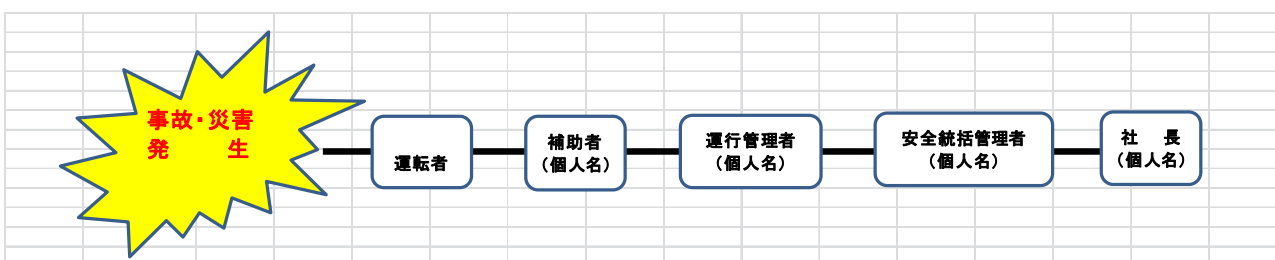 事故・災害
発　　生
運転者
補助者
（個人名）
運行管理者
（個人名）
安全統括管理者
（個人名）
社　長
（個人名）